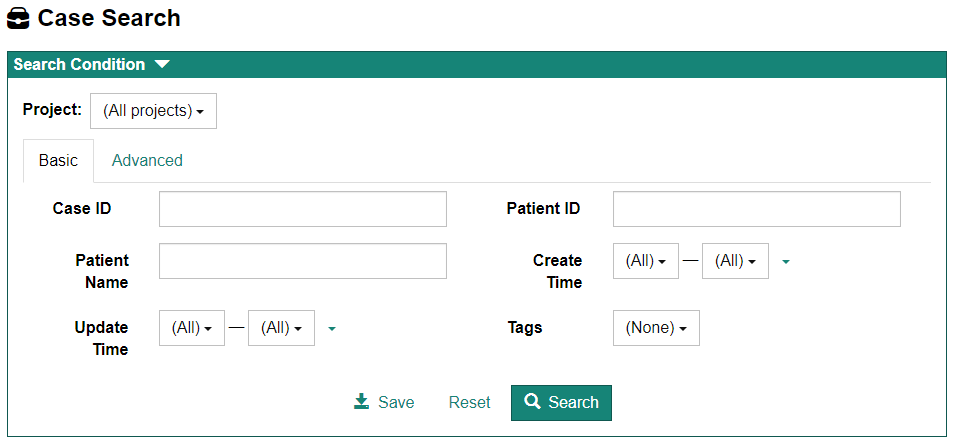 Case Search
Search Condition
Project: (All projects)
Basic Advanced
Case ID Patient ID
Patient Name Create Time (All) — (All)
Update Time (All) — (All) Tags (None)
Save Reset Search